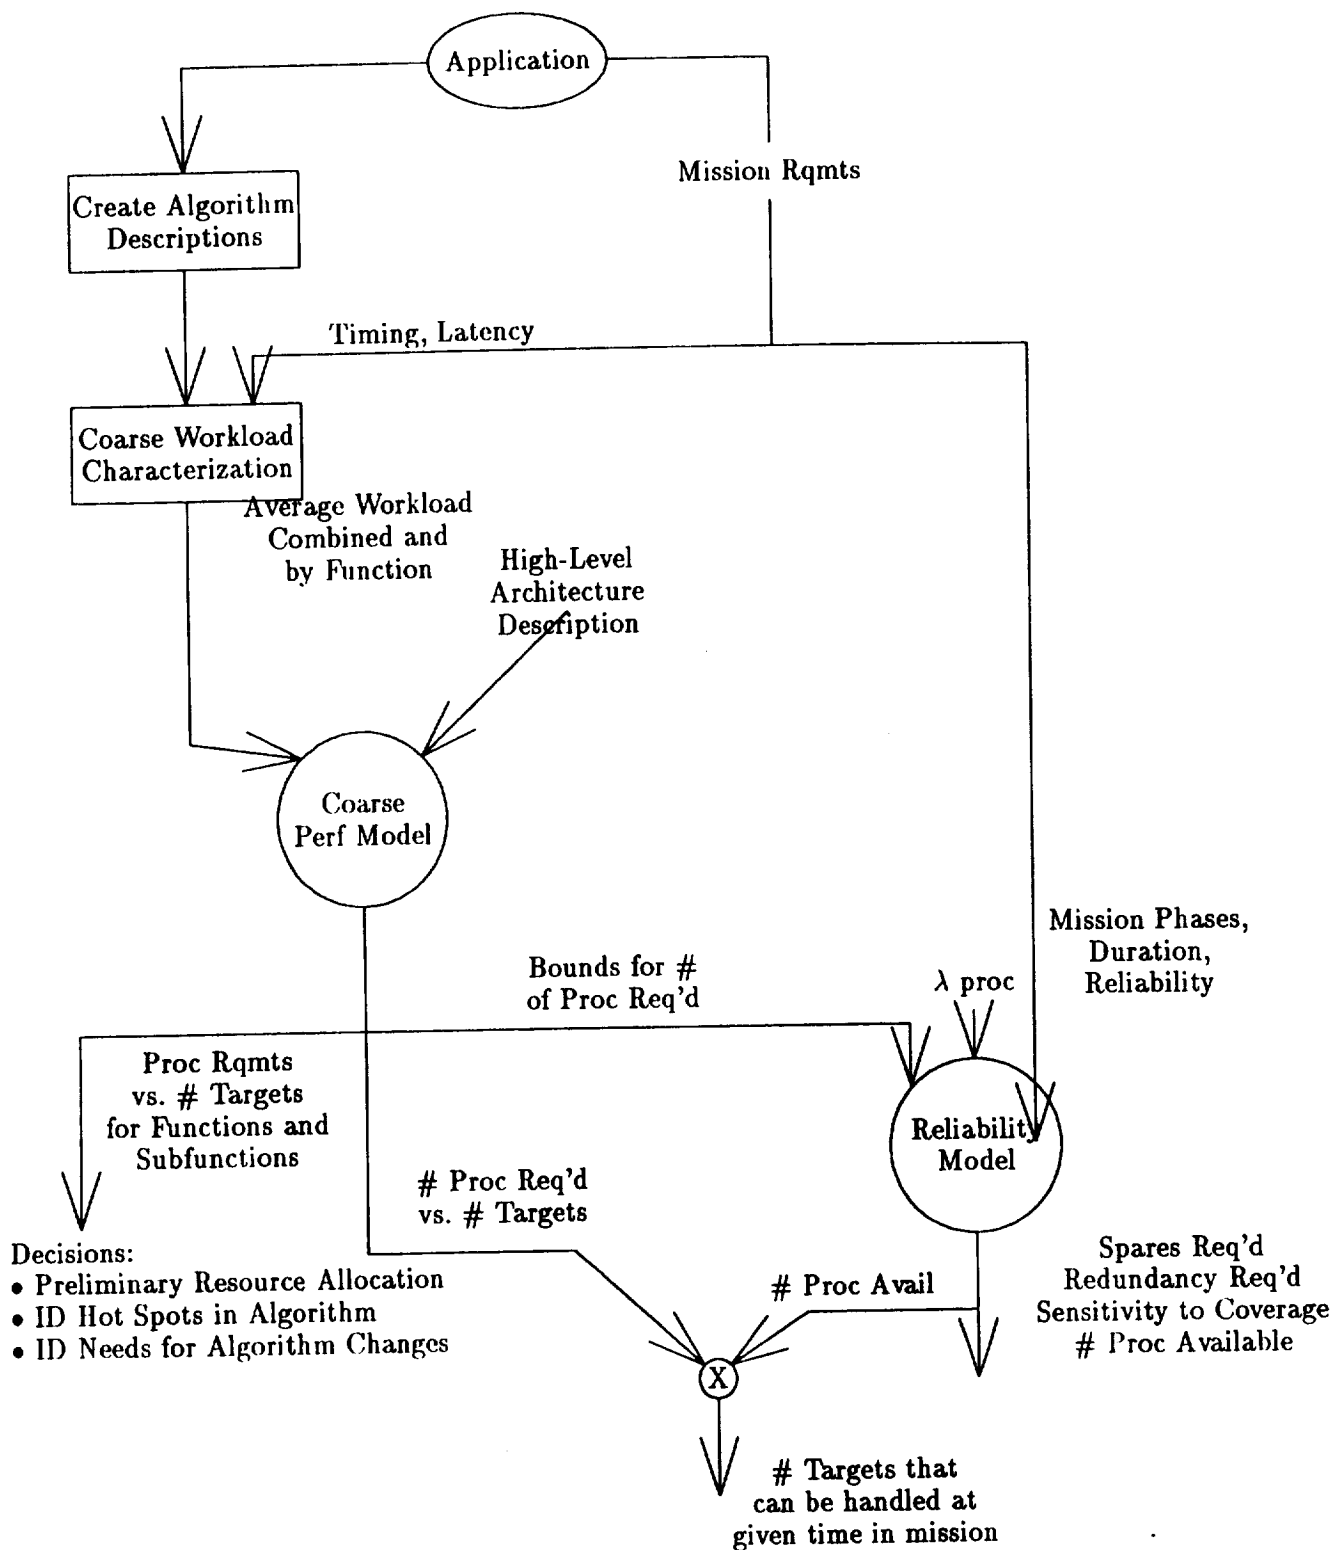 Application
Mission Rqmts
Create Algorithm
Descriptions
Timing, Latency
Coarse Workload
Characterization
Average Workload
Combined and
by Function
High-Level
Architecture
Description
Coarse
Perf Model
Mission Phases,
Duration,
Reliability
Bounds for #
of Proc Req'd
λ proc
Proc Rqmts
vs. # Targets
for Functions and
Subfunctions
Reliability
Model
# Proc Req'd
vs. # Targets
Decisions:
• Preliminary Resource Allocation
• ID Hot Spots in Algorithm
• ID Needs for Algorithm Changes
# Proc Avail
Spares Req'd
Redundancy Req'd
Sensitivity to Coverage
# Proc Available
X
# Targets that
can be handled at
given time in mission